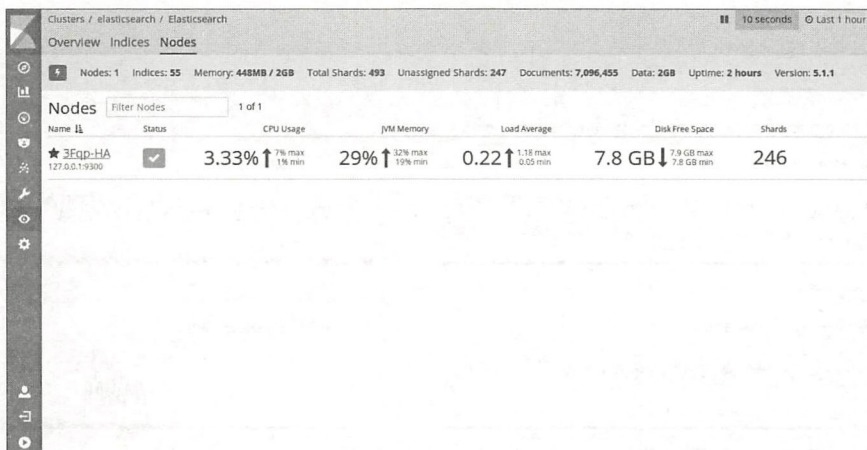 Clusters / elasticsearch / Elasticsearch
10 seconds Last 1 hour
Overview Indices Nodes
Nodes: 1 Indices: 55 Memory: 448MB / 2GB Total Shards: 493 Unassigned Shards: 247 Documents: 7,096,455 Data: 2GB Uptime: 2 hours Version: 5.1.1
Nodes Filter Nodes 1 of 1
Name Status CPU Usage JVM Memory Load Average Disk Free Space Shards
3Fqp-HA 3.33% 7% max 1% min 29% 32% max 19% min 0.22 1.18 max 0.05 min 7.8 GB 7.9 GB max 7.8 GB min 246
127.0.0.1:9300